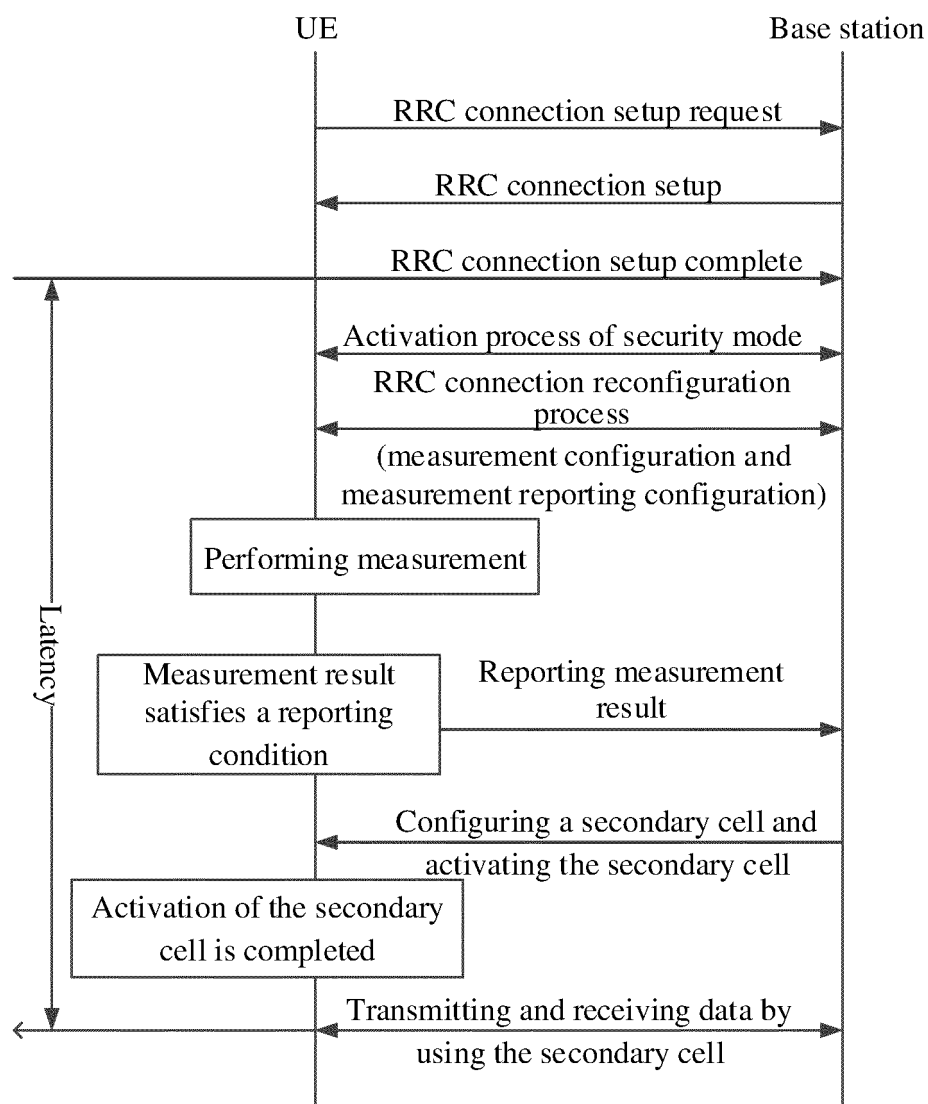 UE
Base station
RRC connection setup request
RRC connection setup
RRC connection setup complete
Activation process of security mode
RRC connection reconfiguration
process
(measurement configuration and
measurement reporting configuration)
Performing measurement
Latency
Measurement result
satisfies a reporting
condition
Reporting measurement
result
Configuring a secondary cell and
activating the secondary cell
Activation of the secondary
cell is completed
Transmitting and receiving data by
using the secondary cell